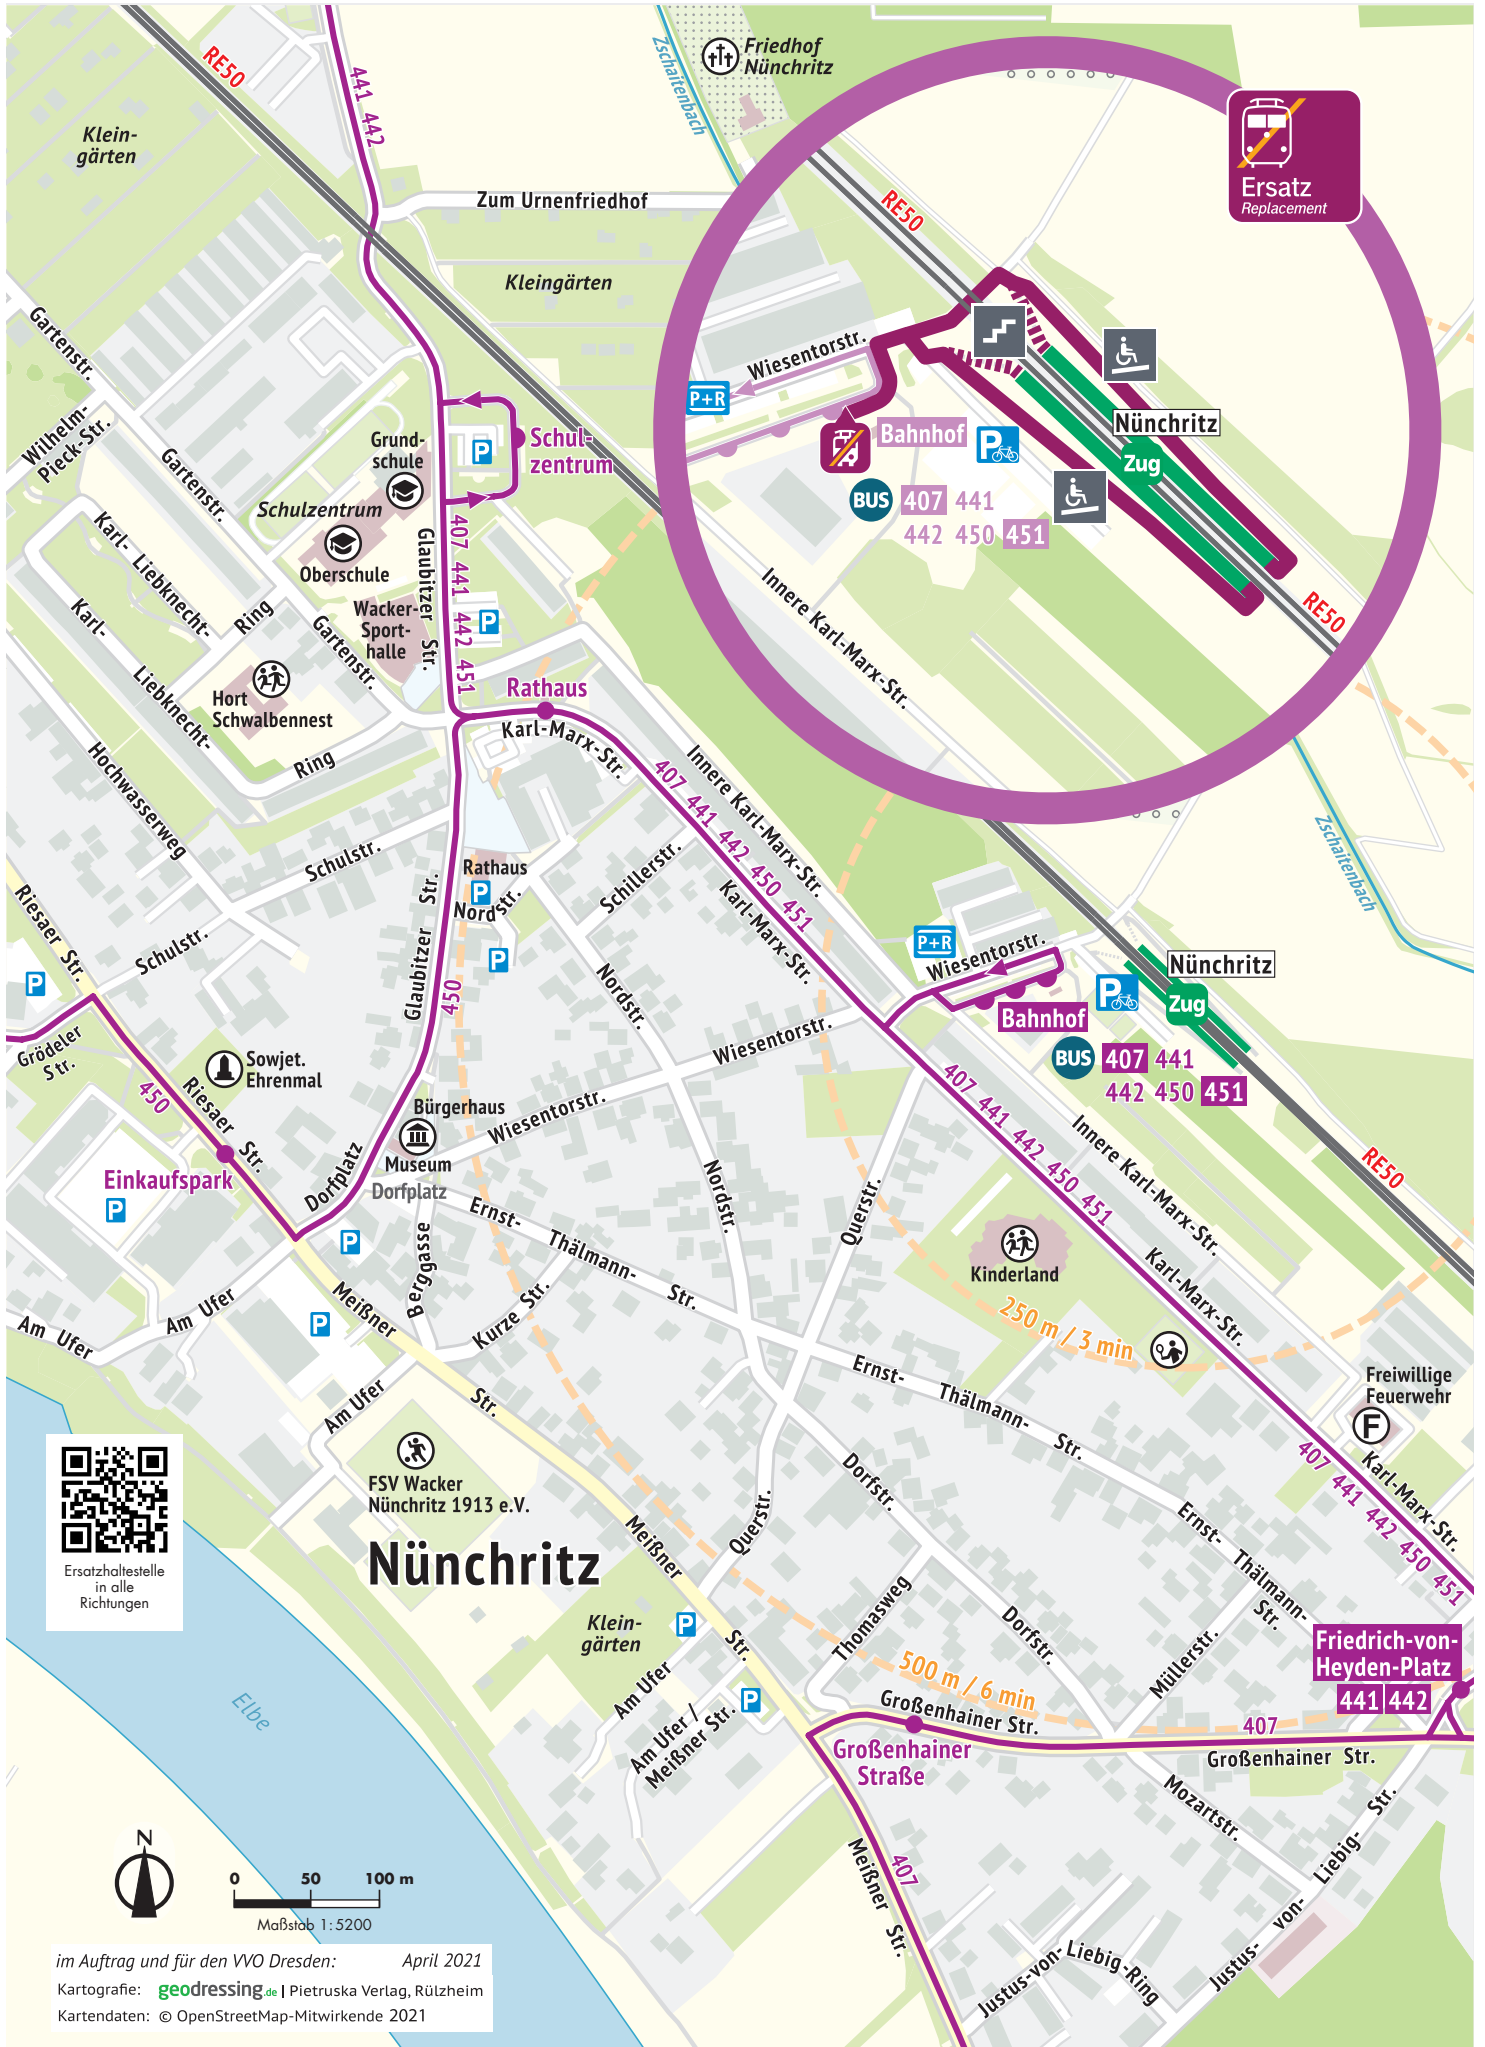 RE50
441 442
Klein-
gärten
Zschaitenbach
Friedhof
Nünchritz
Ersatz
Replacement
Zum Urnenfriedhof
Kleingärten
RE50
Gartenstr.
Wiesentorstr.
P+R
Bahnhof
P
Nünchritz
Zug
BUS 407 441
442 450 451
RE50
Wilhelm-
Pieck-Str.
Gartenstr.
Grund-
schule
P
Schul-
zentrum
Schulzentrum
Oberschule
Glaubitzer Str.
407 441 442 451
Karl- Liebknecht-
Ring
Karl-
Liebknecht-
Ring
Wacker-
Sport-
halle
P
Gartenstr.
Innere Karl-Marx-Str.
Hort
Schwalbennest
Rathaus
Karl-Marx-Str.
Hochwasserweg
Innere Karl-Marx-Str.
407 441 442 450 451
Karl-Marx-Str.
Schulstr.
Schulstr.
Rathaus
P
Nordstr.
P
Schillerstr.
Zschaitenbach
Riesaer Str.
P
Glaubitzer Str.
450
Nordstr.
P+R
Wiesentorstr.
Nünchritz
P
Zug
Bahnhof
BUS 407 441
442 450 451
Grödeler
Str.
Sowjet.
Ehrenmal
450
Riesaer Str.
Wiesentorstr.
Wiesentorstr.
Bürgerhaus
Museum
Dorfplatz
Dorfplatz
407 441 442 450 451
Innere Karl-Marx-Str.
RE50
Einkaufspark
P
P
Nordstr.
Querstr.
Ernst-
Thälmann-
Str.
Berggasse
Kurze Str.
Kinderland
Karl-Marx-Str.
250 m / 3 min
Am Ufer
Am Ufer
P
Meißner
Str.
Am Ufer
Ernst-
Thälmann-
Str.
Freiwillige
Feuerwehr
F
407 441 442 450 451
Karl-Marx-Str.
FSV Wacker
Nünchritz 1913 e.V.
Dorfstr.
Querstr.
Ernst-
Thälmann-
Str.
Ersatzhaltestelle
in alle
Richtungen
Nünchritz
Meißner
Str.
Klein-
gärten
P
Thomasweg
Dorfstr.
Müllerstr.
Friedrich-von-
Heyden-Platz
441 442
Elbe
Am Ufer
Am Ufer /
Meißner Str.
P
500 m / 6 min
Großenhainer Str.
407
Großenhainer Str.
Großenhainer
Straße
Mozartstr.
N
0 50 100 m
Maßstab 1 : 5200
Meißner Str.
407
Justus- von- Liebig- Str.
Justus-von-Liebig-Ring
im Auftrag und für den VVO Dresden: April 2021
Kartografie: geodressing.de | Pietruska Verlag, Rülzheim
Kartendaten: © OpenStreetMap-Mitwirkende 2021